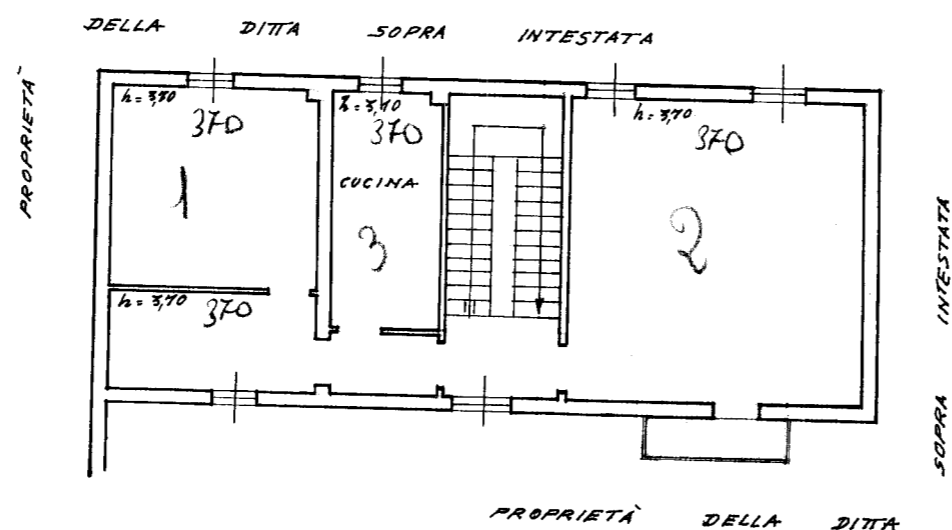 DELLA DITTA SOPRA INTESTATA
PROPRIETÀ
h = 3,70
370
1
h = 3,70
370
CUCINA
3
h = 3,70
370
2
h = 3,70
370
SOPRA INTESTATA
PROPRIETÀ DELLA DITTA